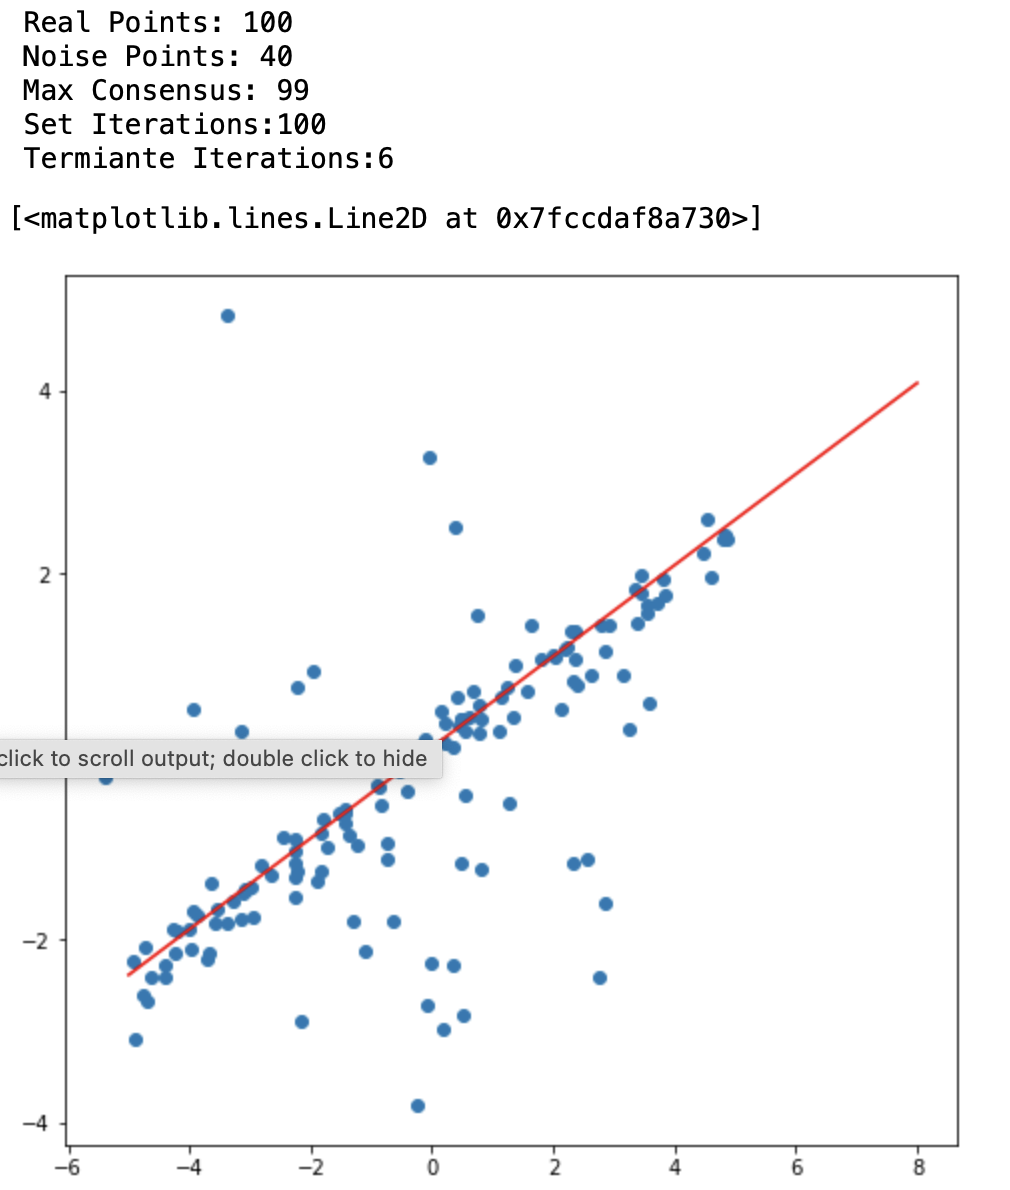 Real Points: 100
Noise Points: 40
Max Consensus: 99
Set Iterations:100
Termiante Iterations:6
[<matplotlib.lines.Line2D at 0x7fccdaf8a730>]
4
2
click to scroll output; double click to hide
−2
−4
−6 −4 −2 0 2 4 6 8